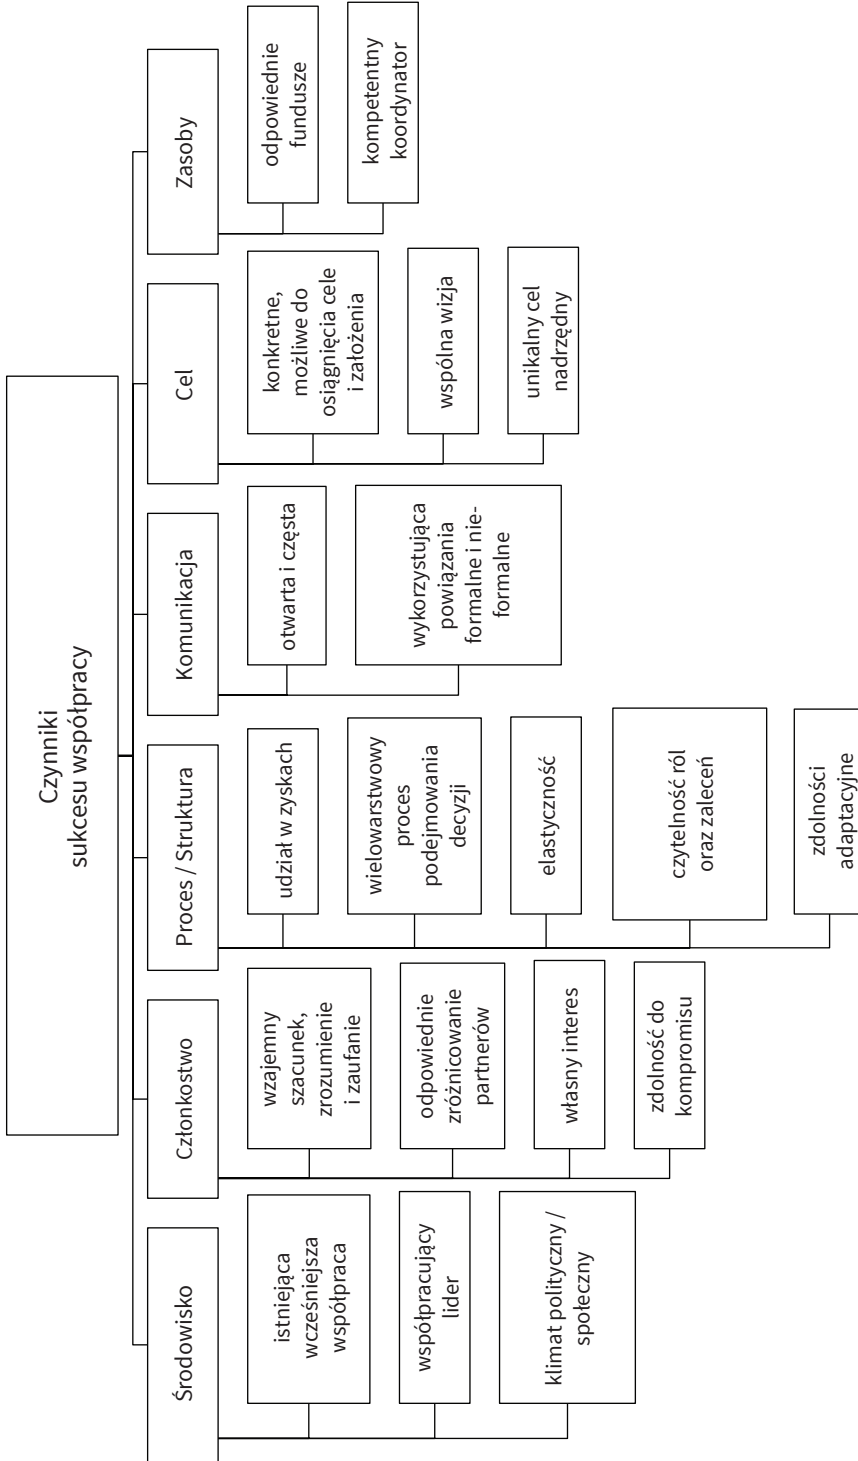 Czynniki
sukcesu współpracy
Środowisko
istniejąca
wcześniejsza
współpraca
współpracujący
lider
klimat polityczny /
społeczny
Członkostwo
wzajemny
szacunek,
zrozumienie
i zaufanie
odpowiednie
zróżnicowanie
partnerów
własny interes
zdolność do
kompromisu
Proces / Struktura
udział w zyskach
wielowarstwowy
proces
podejmowania
decyzji
elastyczność
czytelność ról
oraz zaleceń
zdolności
adaptacyjne
Komunikacja
otwarta i częsta
wykorzystująca
powiązania
formalne i nie-
formalne
Cel
konkretne,
możliwe do
osiągnięcia cele
i założenia
wspólna wizja
unikalny cel
nadrzędny
Zasoby
odpowiednie
fundusze
kompetentny
koordynator